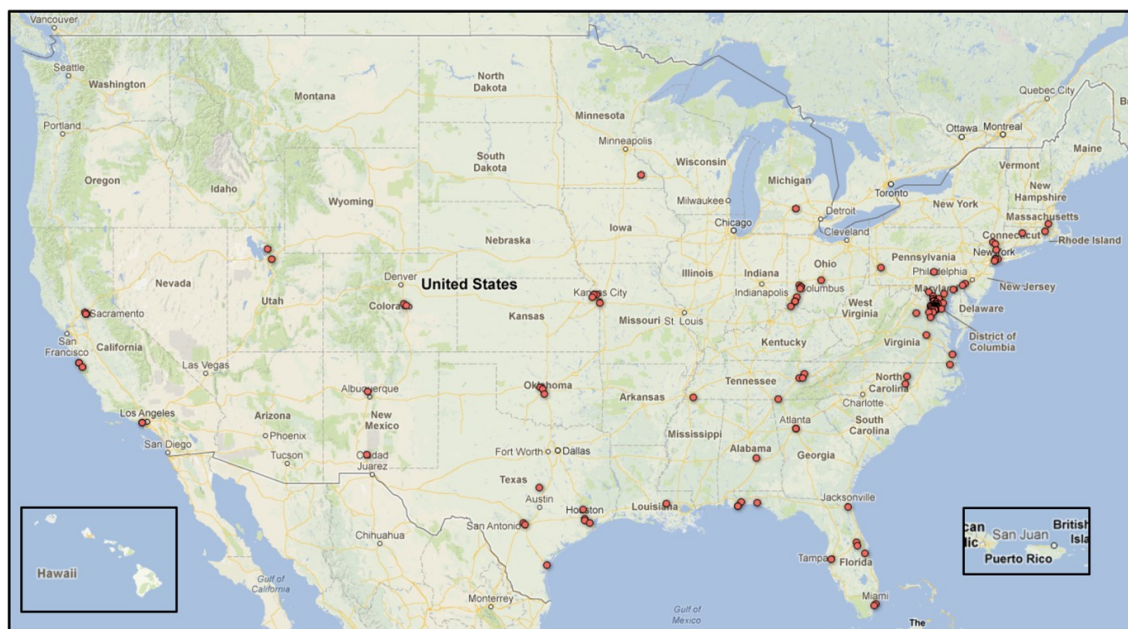 Vancouver
Seattle
Washington
Portland
Oregon
Idaho
Montana
North
Dakota
South
Dakota
Wyoming
Nebraska
Minnesota
Minneapolis
Wisconsin
Milwaukee
Michigan
Chicago
Detroit
Iowa
Quebec City
Ottawa
Montreal
Toronto
Maine
Vermont
New
Hampshire
New York
Massachusetts
Connecticut
Rhode Island
New York
Cleveland
Ohio
Pennsylvania
Philadelphia
New Jersey
Maryland
Delaware
District of
Columbia
Columbus
Indiana
Indianapolis
Illinois
West
Virginia
Virginia
Kentucky
Denver
Colorado
United States
Kansas City
Kansas
Missouri
St. Louis
Utah
Nevada
Sacramento
San
Francisco
California
Las Vegas
Los Angeles
San Diego
Arizona
Phoenix
Tucson
Albuquerque
New
Mexico
Ciudad
Juarez
Oklahoma
Arkansas
Tennessee
North
Carolina
Charlotte
South
Carolina
Atlanta
Georgia
Alabama
Mississippi
Fort Worth
Dallas
Texas
Austin
Houston
San Antonio
Louisiana
Jacksonville
Tampa
Florida
Miami
Chihuahua
Gulf of
California
Monterrey
Gulf of
Mexico
The
Hawaii
San Juan
British
Puerto Rico